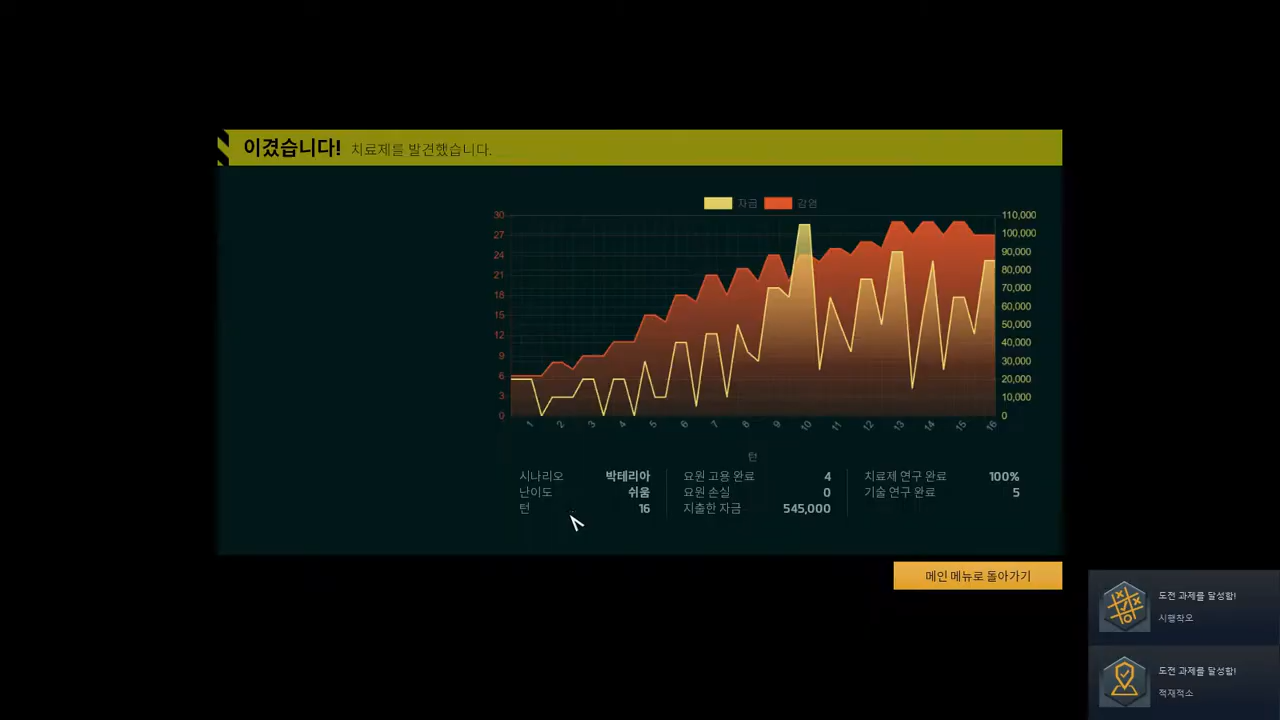 이겼습니다! 치료제를 발견했습니다.
자금 감염
30 110,000
27 100,000
24 90,000
21 80,000
18 70,000
15 60,000
12 50,000
9 40,000
6 30,000
3 20,000
0 10,000
0
1 2 3 4 5 6 7 8 9 10 11 12 13 14 15 16
턴
시나리오 박테리아 요원 고용 완료 4 치료제 연구 완료 100%
난이도 쉬움 요원 손실 0 기술 연구 완료 5
턴 16 지출한 자금 545,000
메인 메뉴로 돌아가기
도전 과제를 달성함!
시행착오
도전 과제를 달성함!
적재적소